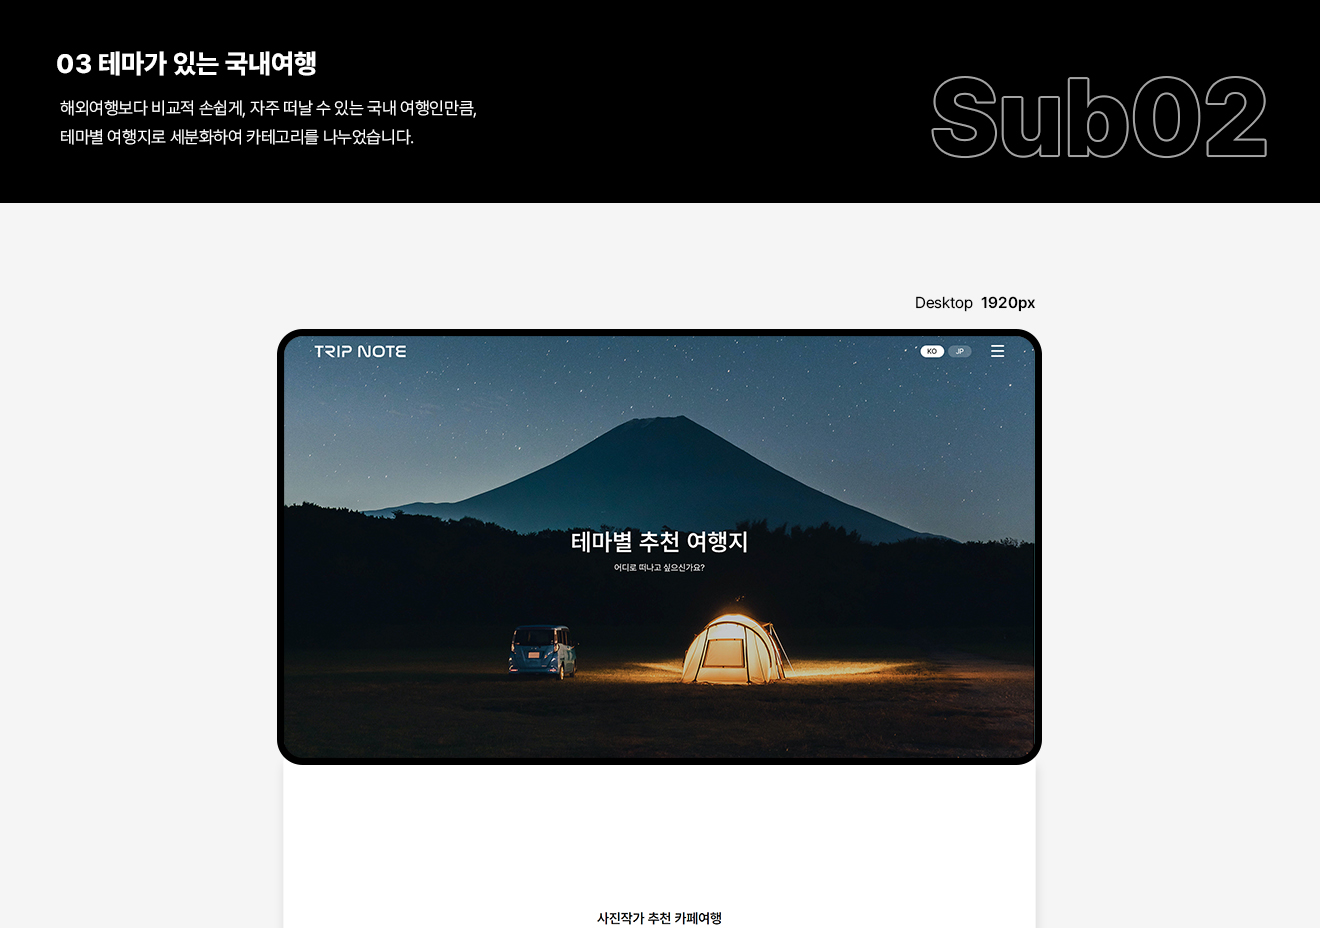 03 테마가 있는 국내여행
해외여행보다 비교적 손쉽게, 자주 떠날 수 있는 국내 여행인만큼,
테마별 여행지로 세분화하여 카테고리를 나누었습니다.
Sub02
Desktop 1920px
TRIP NOTE
KO JP
테마별 추천 여행지
어디로 떠나고 싶으신가요?
사진작가 추천 카페여행